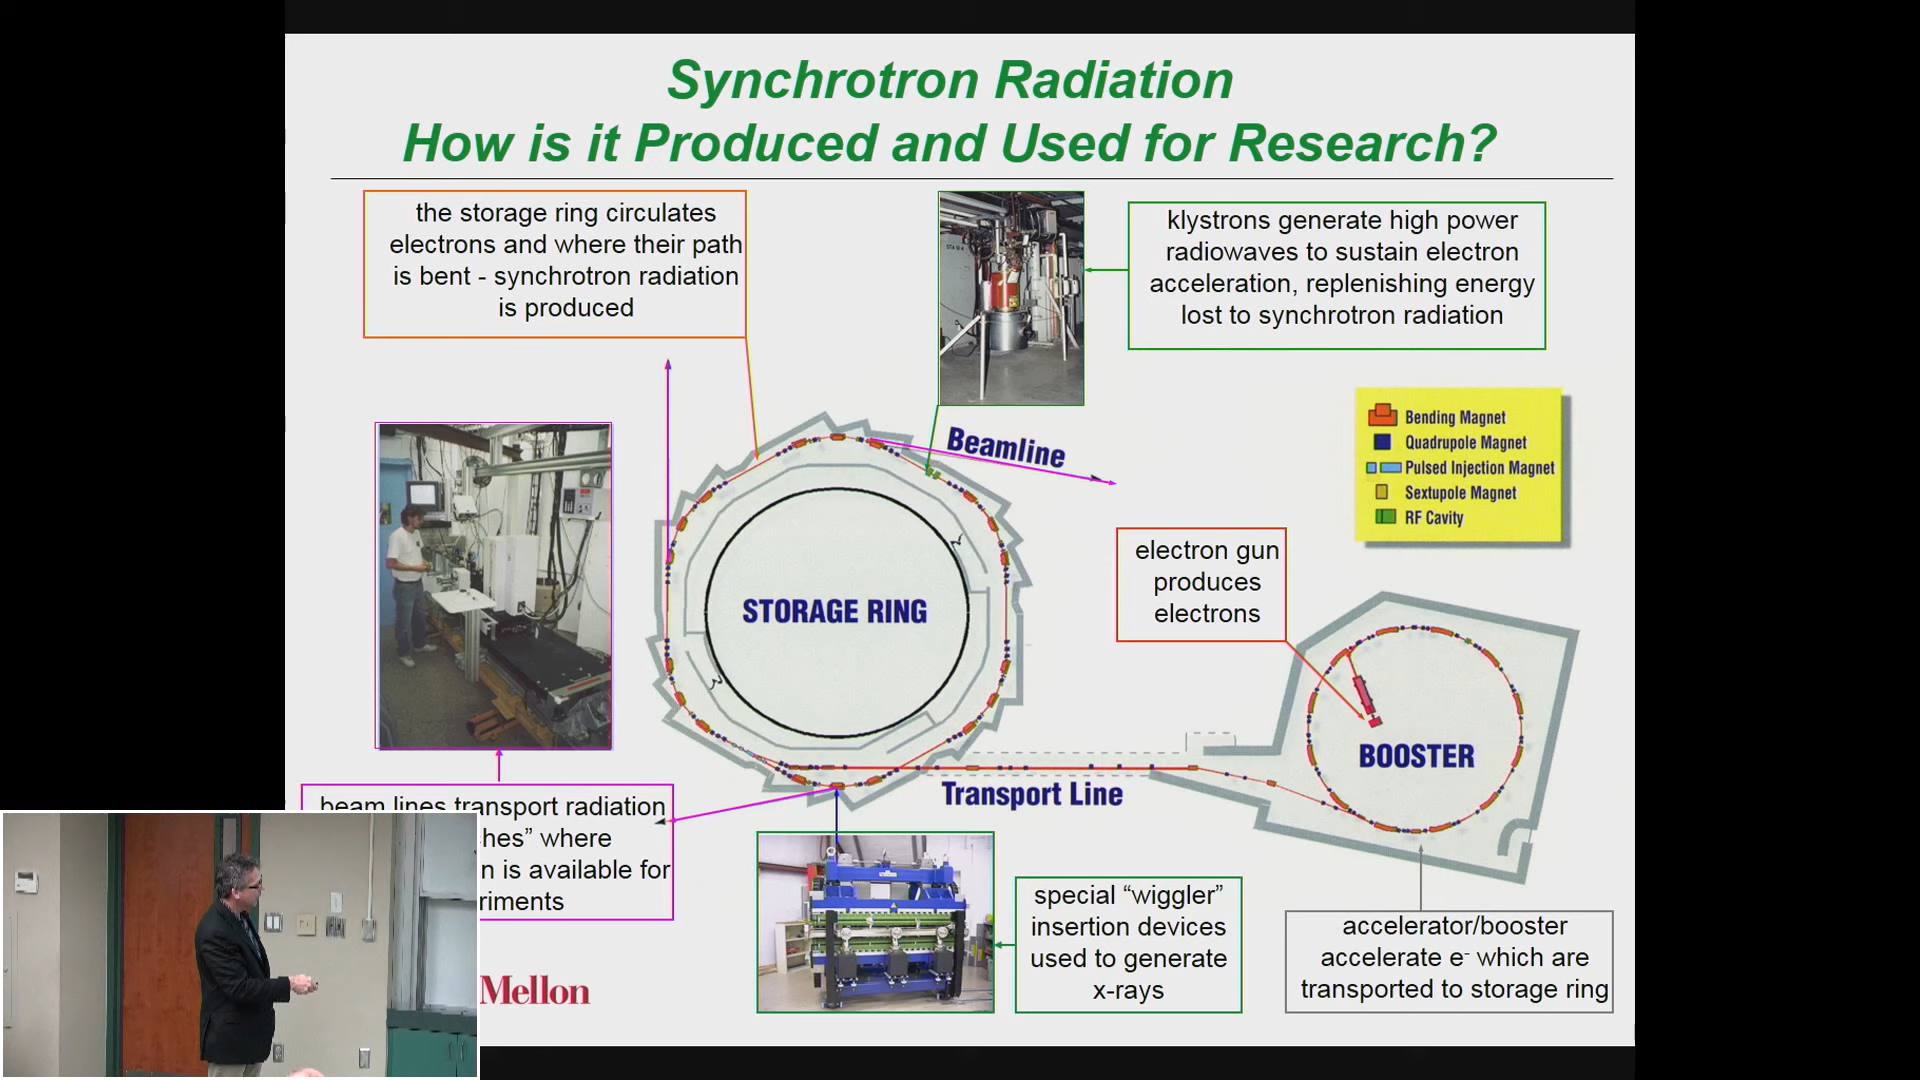 Synchrotron Radiation
How is it Produced and Used for Research?
the storage ring circulates
electrons and where their path
is bent - synchrotron radiation
is produced
klystrons generate high power
radiowaves to sustain electron
acceleration, replenishing energy
lost to synchrotron radiation
Bending Magnet
Quadrupole Magnet
Pulsed Injection Magnet
Sextupole Magnet
RF Cavity
Beamline
electron gun
produces
electrons
STORAGE RING
BOOSTER
Transport Line
beam lines transport radiation
ches” where
n is available for
riments
special “wiggler”
insertion devices
used to generate
x-rays
accelerator/booster
accelerate e- which are
transported to storage ring
Mellon